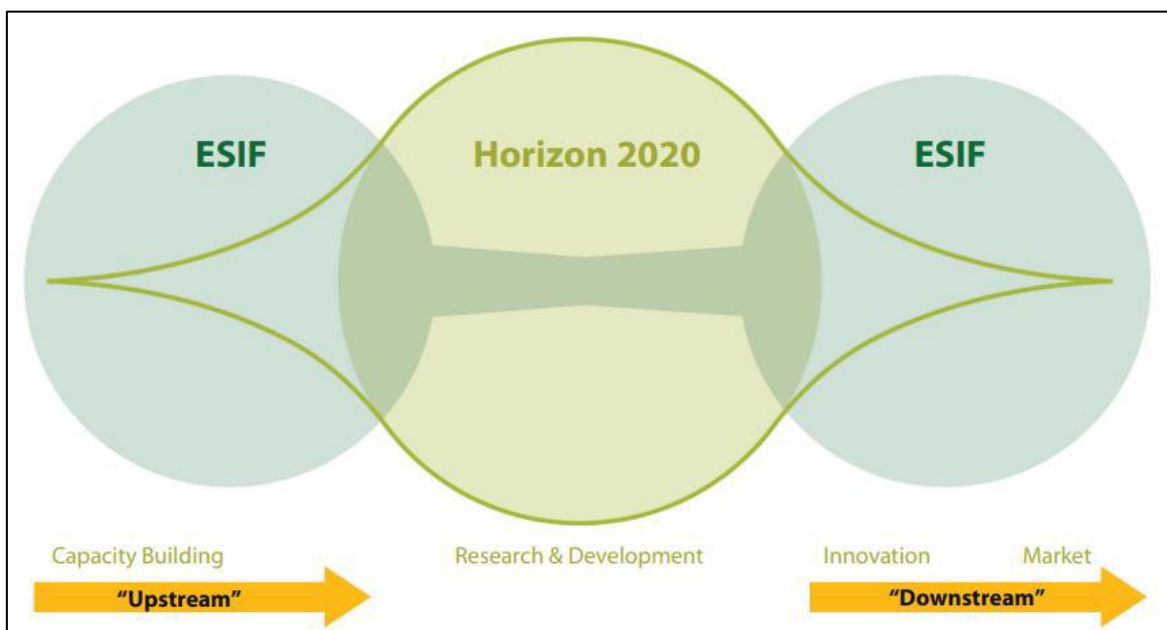 ESIF
Horizon 2020
ESIF
Capacity Building
Research & Development
Innovation
Market
“Upstream”
“Downstream”